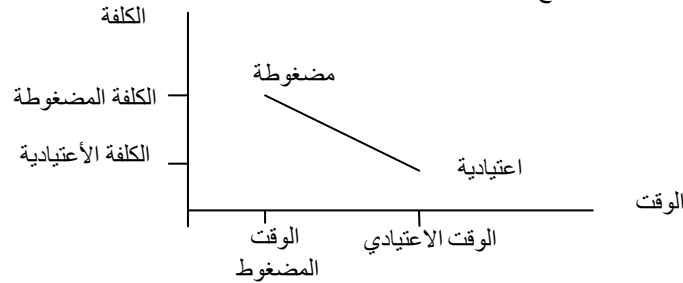 الكلفة
مضغوطة
الكلفة المضغوطة
الكلفة الأعتيادية
اعتيادية
الوقت
الوقت الاعتيادي
الوقت
المضغوط